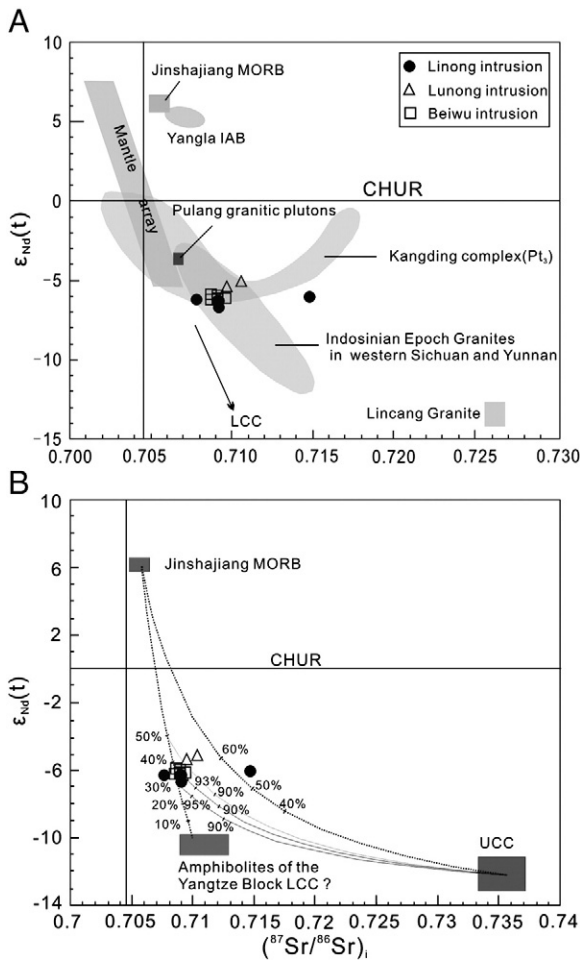 A
10
5
0
−5
−10
−15
εNd(t)
0.700
0.705
0.710
0.715
0.720
0.725
0.730
Linong intrusion
Lunong intrusion
Beiwu intrusion
Jinshajiang MORB
Yangla IAB
Mantle
array
CHUR
Pulang granitic plutons
Kangding complex(Pt₃)
Indosinian Epoch Granites
in western Sichuan and Yunnan
LCC
Lincang Granite
B
10
6
2
-2
-6
-10
-14
εNd(t)
Jinshajiang MORB
CHUR
50%
40%
30%
20%
10%
93%
95%
90%
90%
90%
60%
50%
40%
UCC
Amphibolites of the
Yangtze Block LCC ?
0.7
0.705
0.71
0.715
0.72
0.725
0.73
0.735
0.74
(⁸⁷Sr/⁸⁶Sr)i